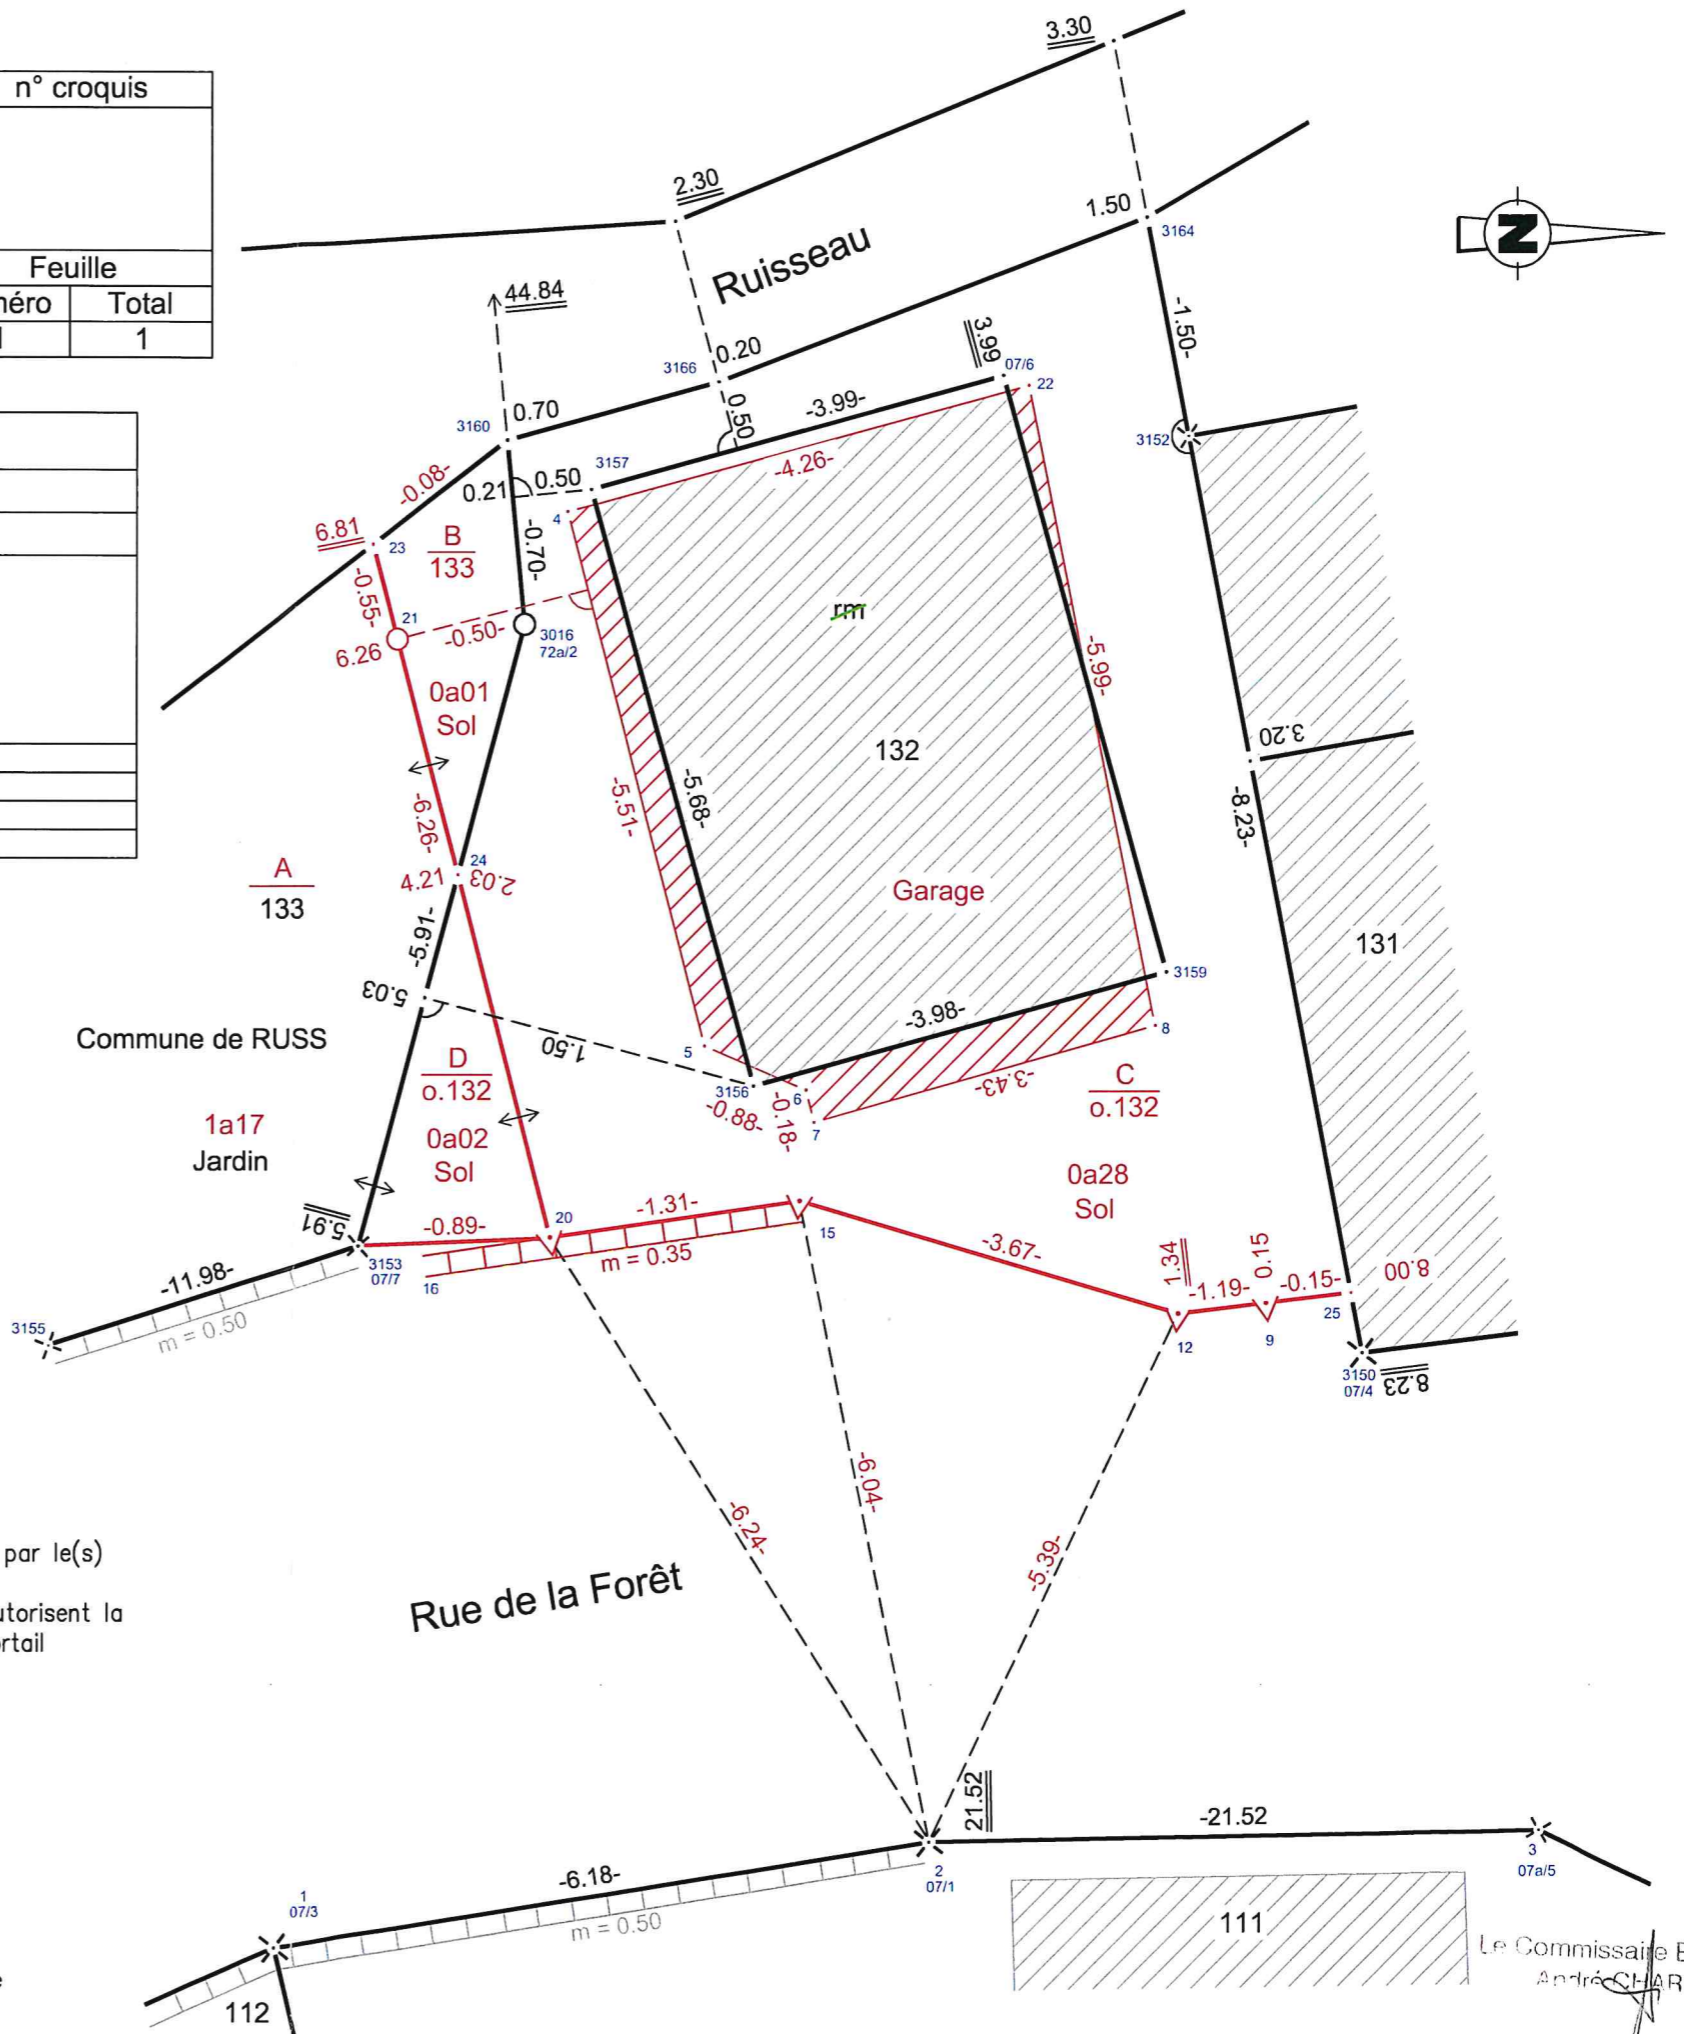 n° croquis
Feuille
méro
Total
1
1
3.30
2.30
Ruisseau
1.50
3164
N
44.84
3166
0.20
3.99
07/6
22
-1.50-
3160
0.70
0.50
-3.99-
3152
3157
-4.26-
-0.08-
0.21
0.50
4
6.81
23
B
133
-0.70-
-0.55-
21
-0.50-
3016
72a/2
6.26
rm
-5.99-
0a01
Sol
132
3.20
-5.51-
-5.68-
-6.26-
-8.23-
24
A
133
4.21
2.03
Garage
131
-5.91-
5.03
3159
-3.98-
Commune de RUSS
1.50
5
8
D
o.132
3156
6
-3.43-
C
o.132
-0.88-
-0.18-
7
1a17
Jardin
0a02
Sol
0a28
Sol
5.91
-0.89-
20
-1.31-
15
-3.67-
1.34
0.15
8.00
-11.98-
3153
07/7
16
m = 0.35
-1.19-
-0.15-
25
3155
m = 0.50
12
9
3150
07/4
8.23
-6.04-
-6.24-
-5.39-
par le(s)
Rue de la Forêt
utorisent la
ortail
21.52
-21.52
-6.18-
2
07/1
3
07a/5
1
07/3
m = 0.50
111
Le Commissaire E
André CHAR
112